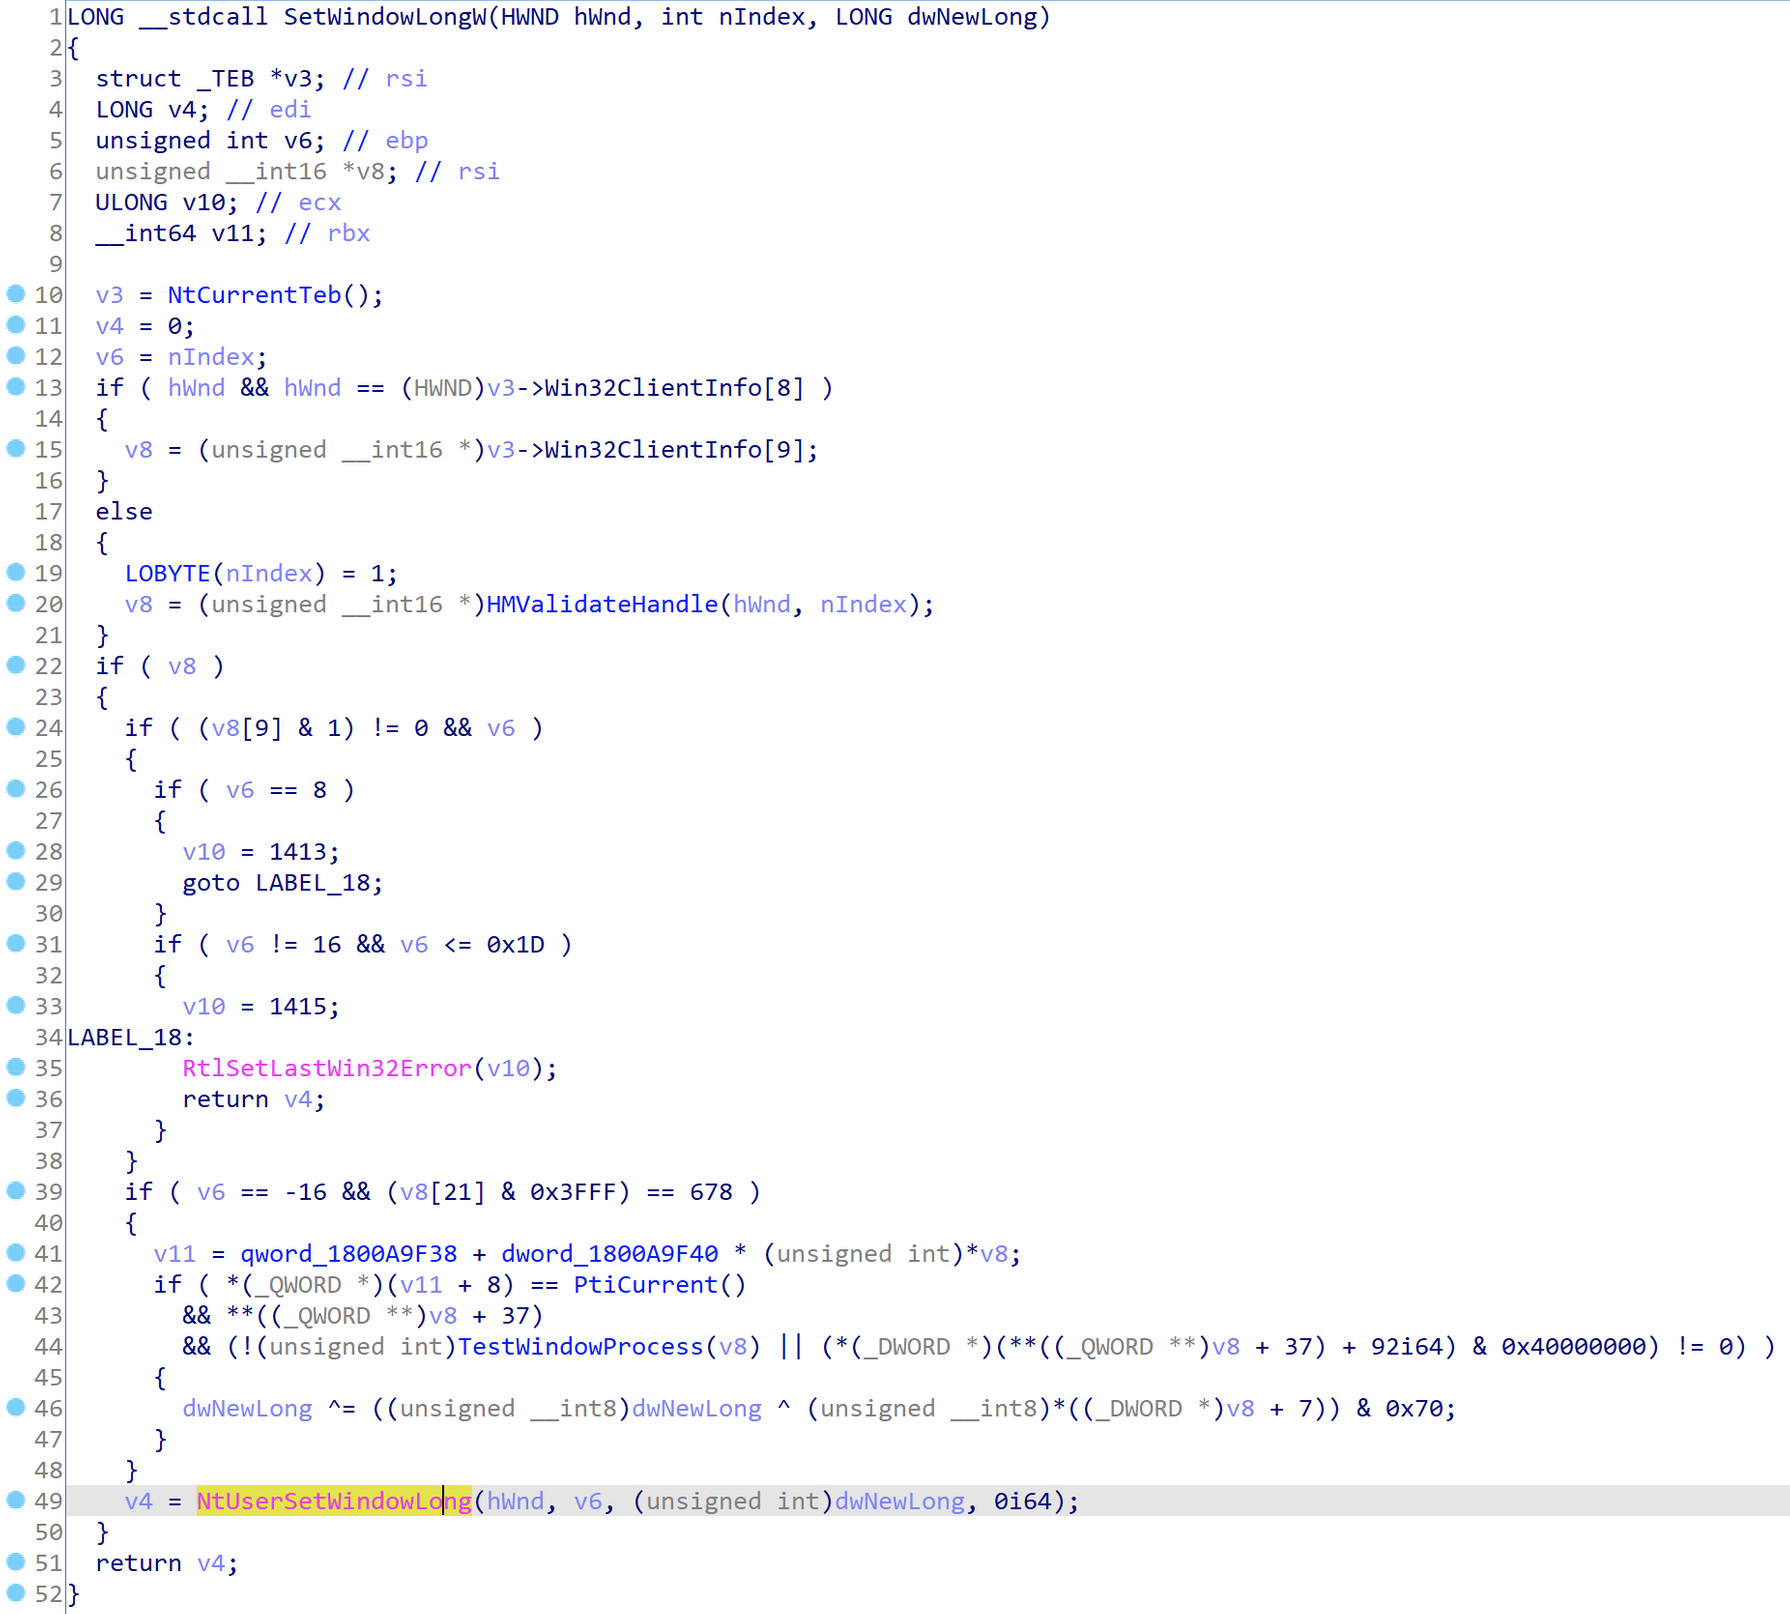 1 LONG __stdcall SetWindowLongW(HWND hWnd, int nIndex, LONG dwNewLong)
2 {
3   struct _TEB *v3; // rsi
4   LONG v4; // edi
5   unsigned int v6; // ebp
6   unsigned __int16 *v8; // rsi
7   ULONG v10; // ecx
8   __int64 v11; // rbx
9
10   v3 = NtCurrentTeb();
11   v4 = 0;
12   v6 = nIndex;
13   if ( hWnd && hWnd == (HWND)v3->Win32ClientInfo[8] )
14   {
15     v8 = (unsigned __int16 *)v3->Win32ClientInfo[9];
16   }
17   else
18   {
19     LOBYTE(nIndex) = 1;
20     v8 = (unsigned __int16 *)HMValidateHandle(hWnd, nIndex);
21   }
22   if ( v8 )
23   {
24     if ( (v8[9] & 1) != 0 && v6 )
25     {
26       if ( v6 == 8 )
27       {
28         v10 = 1413;
29         goto LABEL_18;
30       }
31       if ( v6 != 16 && v6 <= 0x1D )
32       {
33         v10 = 1415;
34 LABEL_18:
35         RtlSetLastWin32Error(v10);
36         return v4;
37       }
38     }
39     if ( v6 == -16 && (v8[21] & 0x3FFF) == 678 )
40     {
41       v11 = qword_1800A9F38 + dword_1800A9F40 * (unsigned int)*v8;
42       if ( *(_QWORD *)(v11 + 8) == PtiCurrent()
43         && **((_QWORD **)v8 + 37)
44         && (!(unsigned int)TestWindowProcess(v8) || (*(_DWORD *)(**((_QWORD **)v8 + 37) + 92i64) & 0x40000000) != 0) )
45       {
46         dwNewLong ^= ((unsigned __int8)dwNewLong ^ (unsigned __int8)*((_DWORD *)v8 + 7)) & 0x70;
47       }
48     }
49     v4 = NtUserSetWindowLong(hWnd, v6, (unsigned int)dwNewLong, 0i64);
50   }
51   return v4;
52 }